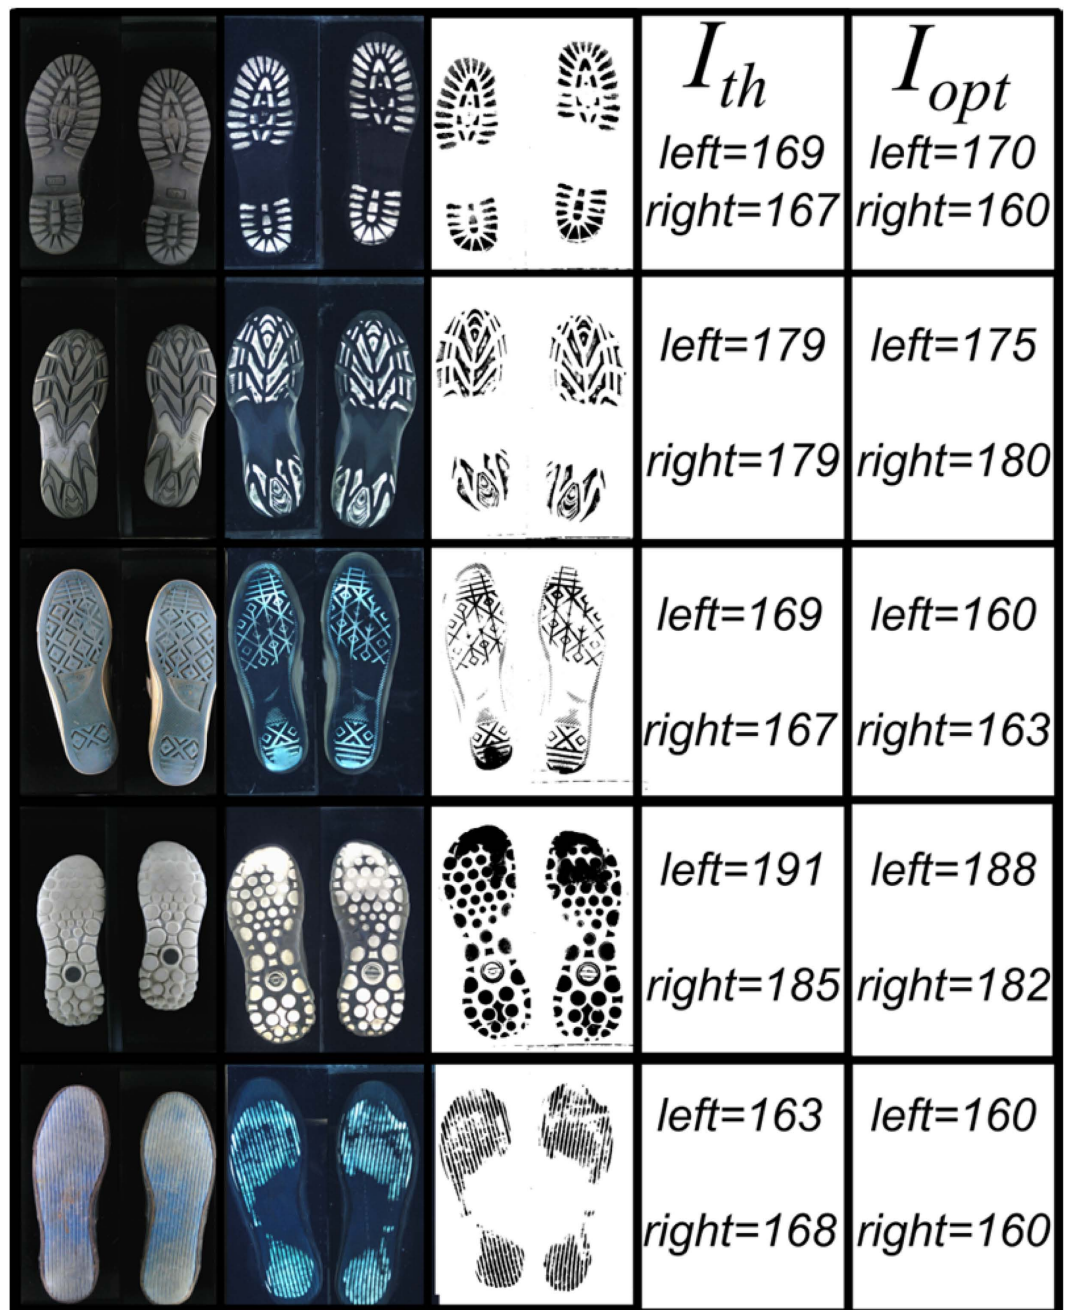 I_th I_opt
left=169 left=170
right=167 right=160
left=179 left=175
right=179 right=180
left=169 left=160
right=167 right=163
left=191 left=188
right=185 right=182
left=163 left=160
right=168 right=160